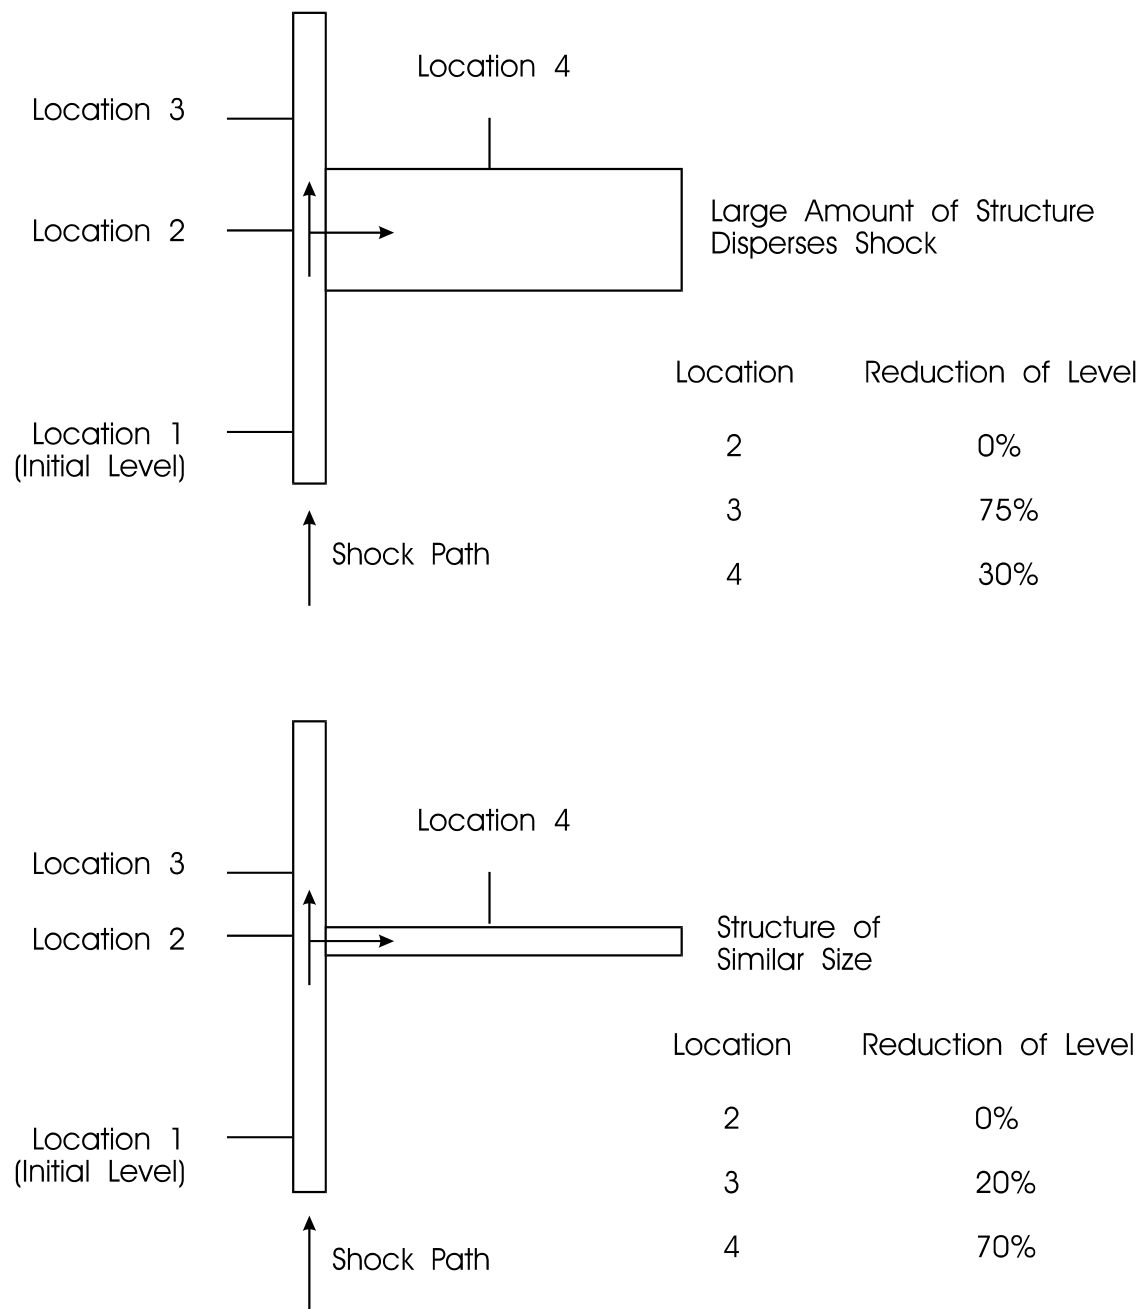 Location 4
Location 3
Location 2
Large Amount of Structure
Disperses Shock
Location 1
(Initial Level)
Shock Path
Location Reduction of Level
2 0%
3 75%
4 30%
Location 4
Location 3
Location 2
Structure of
Similar Size
Location 1
(Initial Level)
Shock Path
Location Reduction of Level
2 0%
3 20%
4 70%